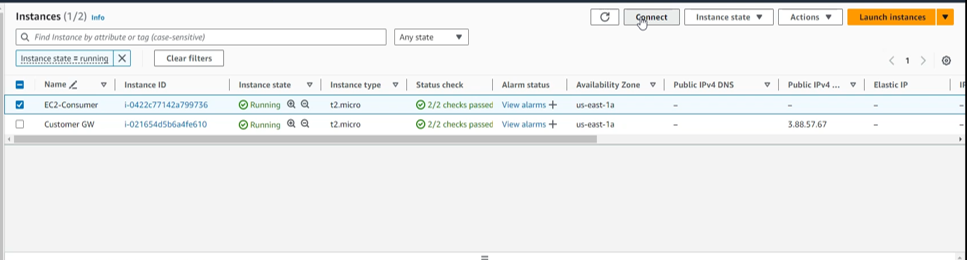 Instances (1/2) Info
Connect Instance state Actions Launch instances
Find Instance by attribute or tag (case-sensitive) Any state
Instance state = running Clear filters
1
Name Instance ID Instance state Instance type Status check Alarm status Availability Zone Public IPv4 DNS Public IPv4 ... Elastic IP
EC2-Consumer i-0422c77142a799736 Running t2.micro 2/2 checks passed View alarms + us-east-1a – – –
Customer GW i-021654d5b6a4fe610 Running t2.micro 2/2 checks passed View alarms + us-east-1a – 3.88.57.67 –